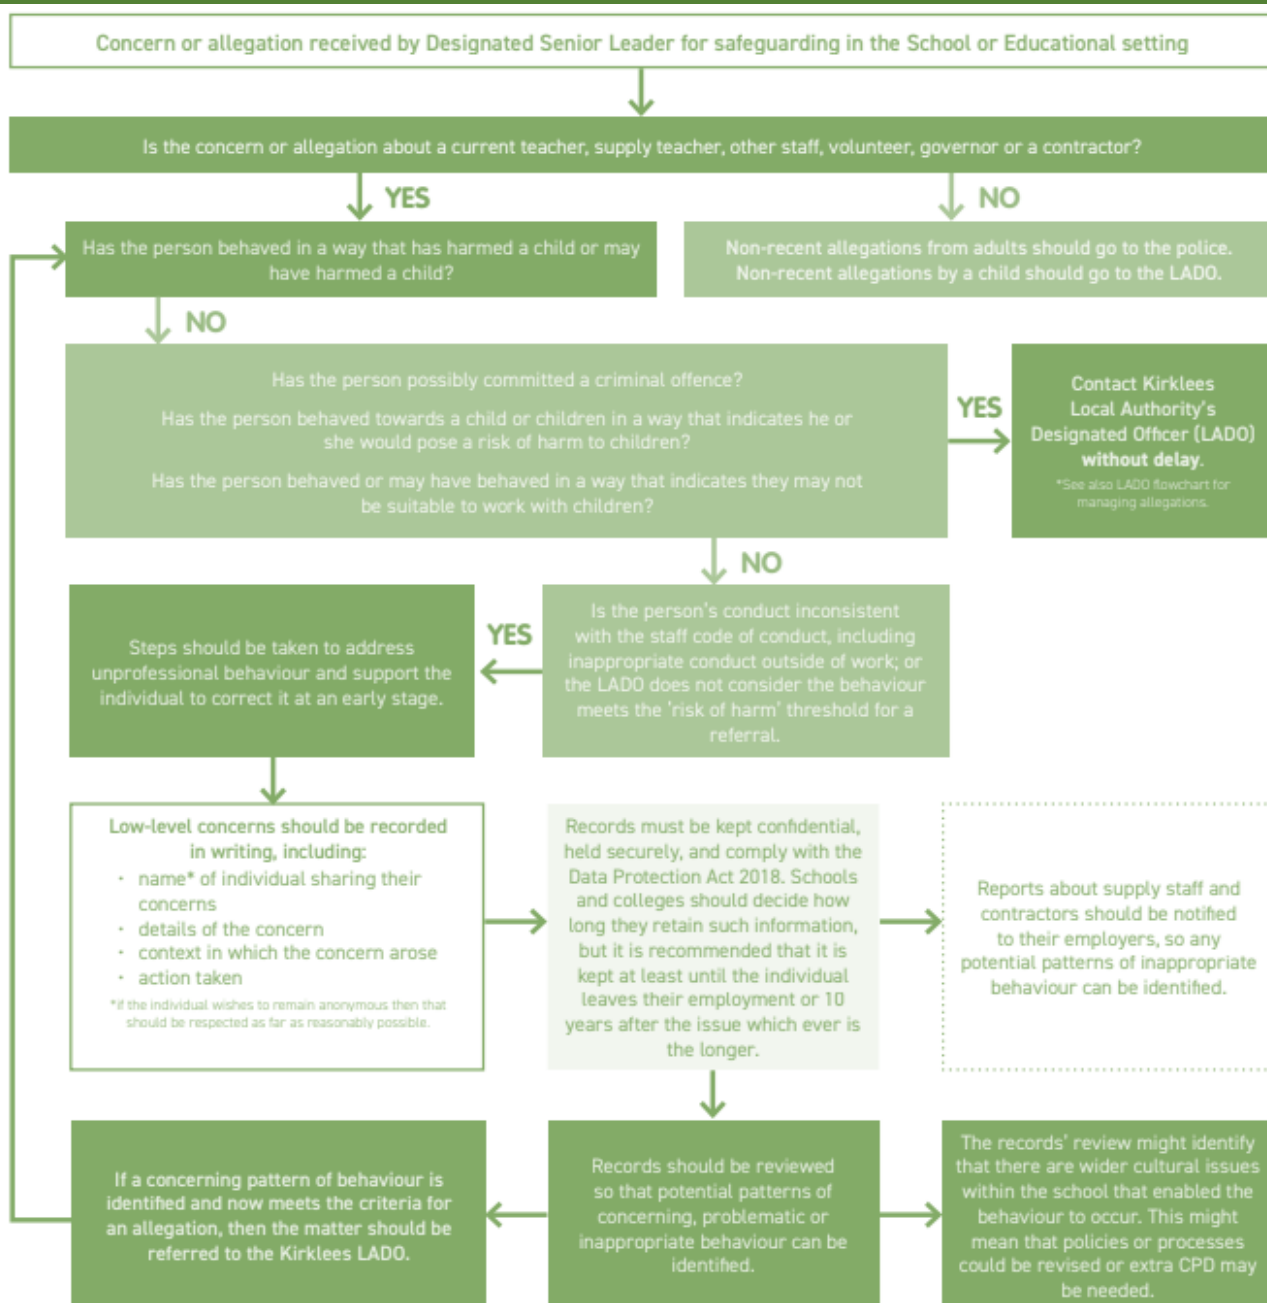 Concern or allegation received by Designated Senior Leader for safeguarding in the School or Educational setting
Is the concern or allegation about a current teacher, supply teacher, other staff, volunteer, governor or a contractor?
YES
NO
Has the person behaved in a way that has harmed a child or may
have harmed a child?
Non-recent allegations from adults should go to the police.
Non-recent allegations by a child should go to the LADO.
NO
Has the person possibly committed a criminal offence?
Has the person behaved towards a child or children in a way that indicates he or
she would pose a risk of harm to children?
Has the person behaved or may have behaved in a way that indicates they may not
be suitable to work with children?
YES
Contact Kirklees
Local Authority's
Designated Officer (LADO)
without delay.
*See also LADO flowchart for
managing allegations.
NO
Steps should be taken to address
unprofessional behaviour and support the
individual to correct it at an early stage.
YES
Is the person's conduct inconsistent
with the staff code of conduct, including
inappropriate conduct outside of work; or
the LADO does not consider the behaviour
meets the 'risk of harm' threshold for a
referral.
Low-level concerns should be recorded
in writing, including:
· name* of individual sharing their
concerns
· details of the concern
· context in which the concern arose
· action taken
*If the individual wishes to remain anonymous then that
should be respected as far as reasonably possible.
Records must be kept confidential,
held securely, and comply with the
Data Protection Act 2018. Schools
and colleges should decide how
long they retain such information,
but it is recommended that it is
kept at least until the individual
leaves their employment or 10
years after the issue which ever is
the longer.
Reports about supply staff and
contractors should be notified
to their employers, so any
potential patterns of inappropriate
behaviour can be identified.
If a concerning pattern of behaviour is
identified and now meets the criteria for
an allegation, then the matter should be
referred to the Kirklees LADO.
Records should be reviewed
so that potential patterns of
concerning, problematic or
inappropriate behaviour can be
identified.
The records' review might identify
that there are wider cultural issues
within the school that enabled the
behaviour to occur. This might
mean that policies or processes
could be revised or extra CPD may
be needed.